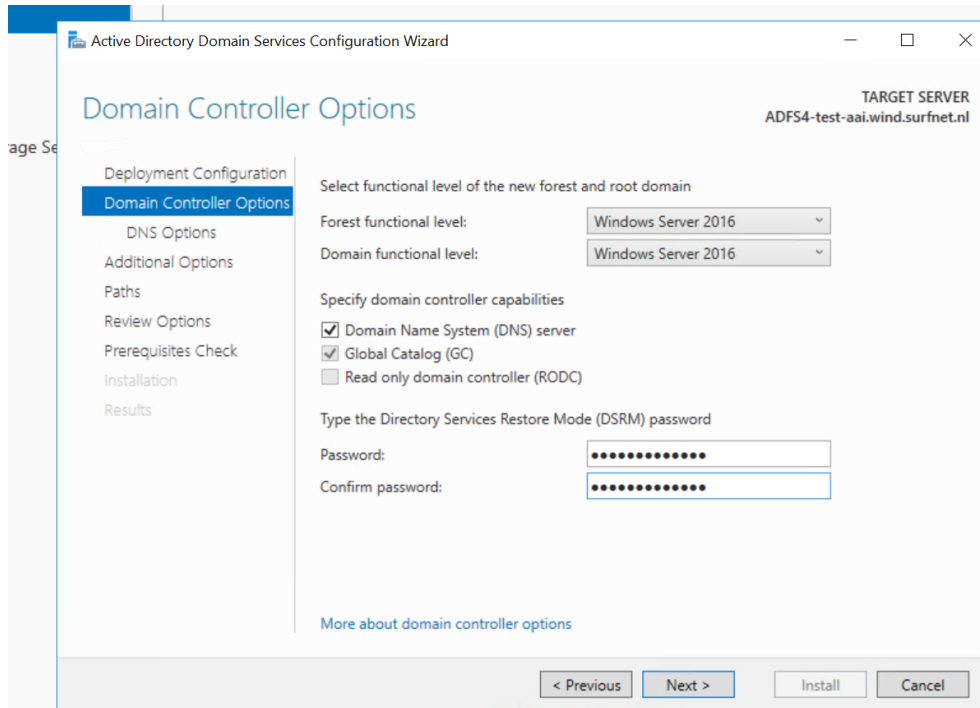 Active Directory Domain Services Configuration Wizard
Domain Controller Options
TARGET SERVER
ADFS4-test-aai.wind.surfnet.nl
rage Se
Deployment Configuration
Domain Controller Options
DNS Options
Additional Options
Paths
Review Options
Prerequisites Check
Installation
Results
Select functional level of the new forest and root domain
Forest functional level: Windows Server 2016
Domain functional level: Windows Server 2016
Specify domain controller capabilities
Domain Name System (DNS) server
Global Catalog (GC)
Read only domain controller (RODC)
Type the Directory Services Restore Mode (DSRM) password
Password: •••••••••••••
Confirm password: •••••••••••••
More about domain controller options
< Previous Next > Install Cancel